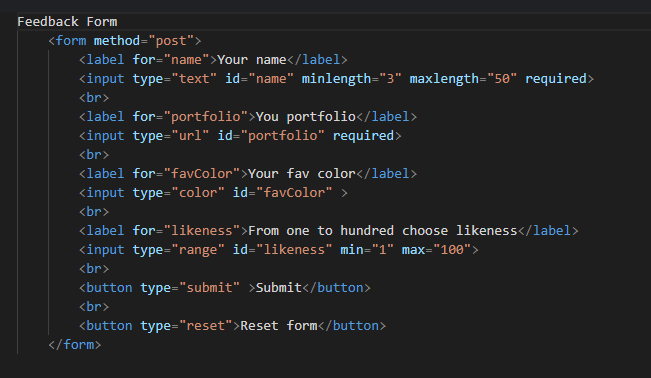 Feedback Form
<form method="post">
<label for="name">Your name</label>
<input type="text" id="name" minlength="3" maxlength="50" required>
<br>
<label for="portfolio">You portfolio</label>
<input type="url" id="portfolio" required>
<br>
<label for="favColor">Your fav color</label>
<input type="color" id="favColor" >
<br>
<label for="likeness">From one to hundred choose likeness</label>
<input type="range" id="likeness" min="1" max="100">
<br>
<button type="submit" >Submit</button>
<br>
<button type="reset">Reset form</button>
</form>